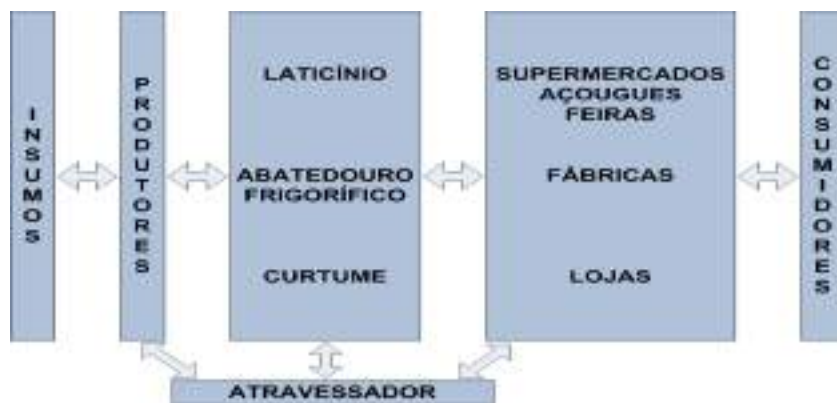 INSUMOS
PRODUTORES
LATICÍNIO
ABATEDOURO
FRIGORÍFICO
CURTUME
SUPERMERCADOS
AÇOUGUES
FEIRAS
FÁBRICAS
LOJAS
CONSUMIDORES
ATRAVESSADOR